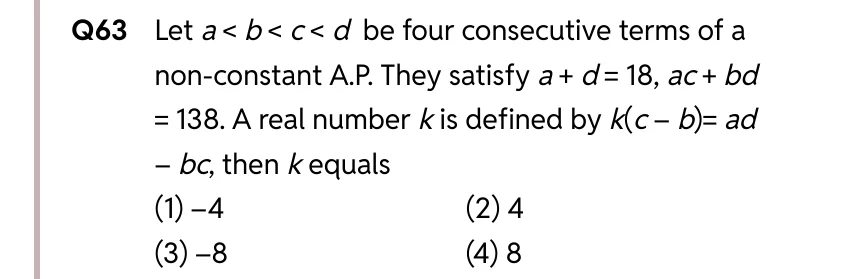 Q63 Let a < b < c < d be four consecutive terms of a
non-constant A.P. They satisfy a + d = 18, ac + bd
= 138. A real number k is defined by k(c – b)= ad
– bc, then k equals
(1) –4 (2) 4
(3) –8 (4) 8